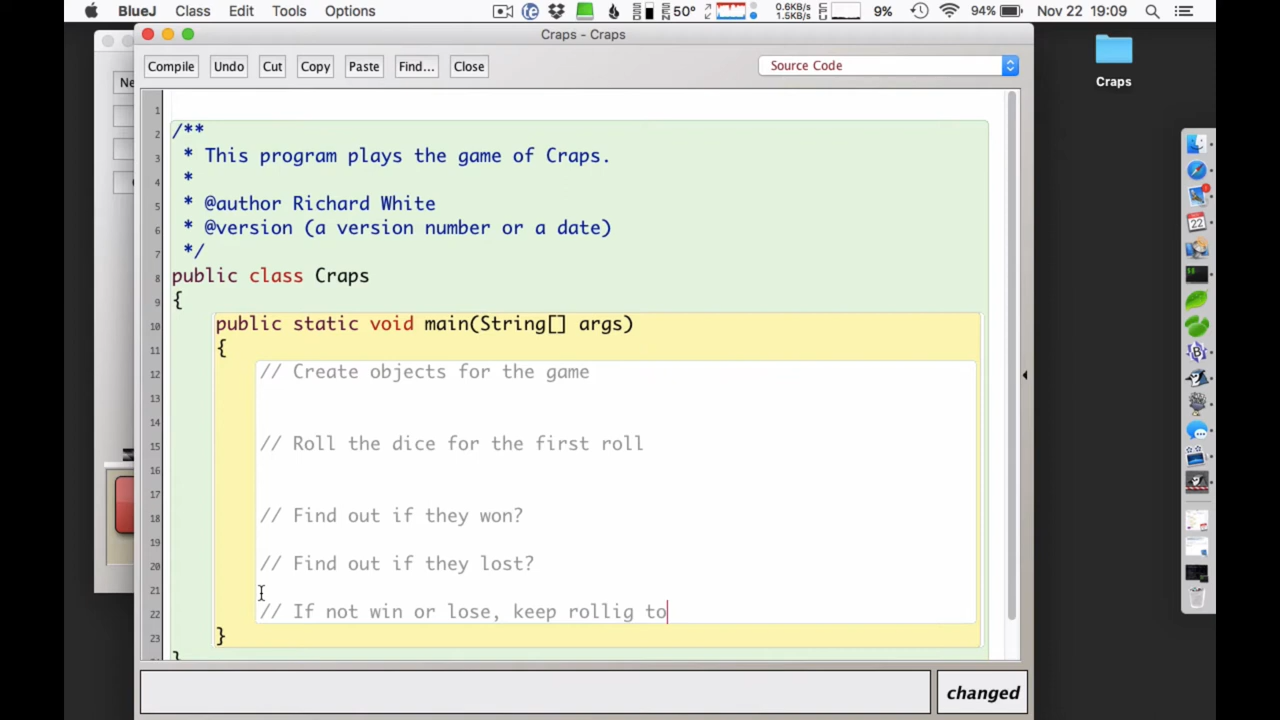 BlueJ Class Edit Tools Options 50° 0.6KB/s 1.5KB/s 9% 94% Nov 22 19:09
Craps - Craps
Compile Undo Cut Copy Paste Find... Close Source Code
Craps
1
2 /**
3 * This program plays the game of Craps.
4 *
5 * @author Richard White
6 * @version (a version number or a date)
7 */
8 public class Craps
9 {
10 public static void main(String[] args)
11 {
12 // Create objects for the game
13
14
15 // Roll the dice for the first roll
16
17
18 // Find out if they won?
19
20 // Find out if they lost?
21
22 // If not win or lose, keep rollig to
23 }
}
changed